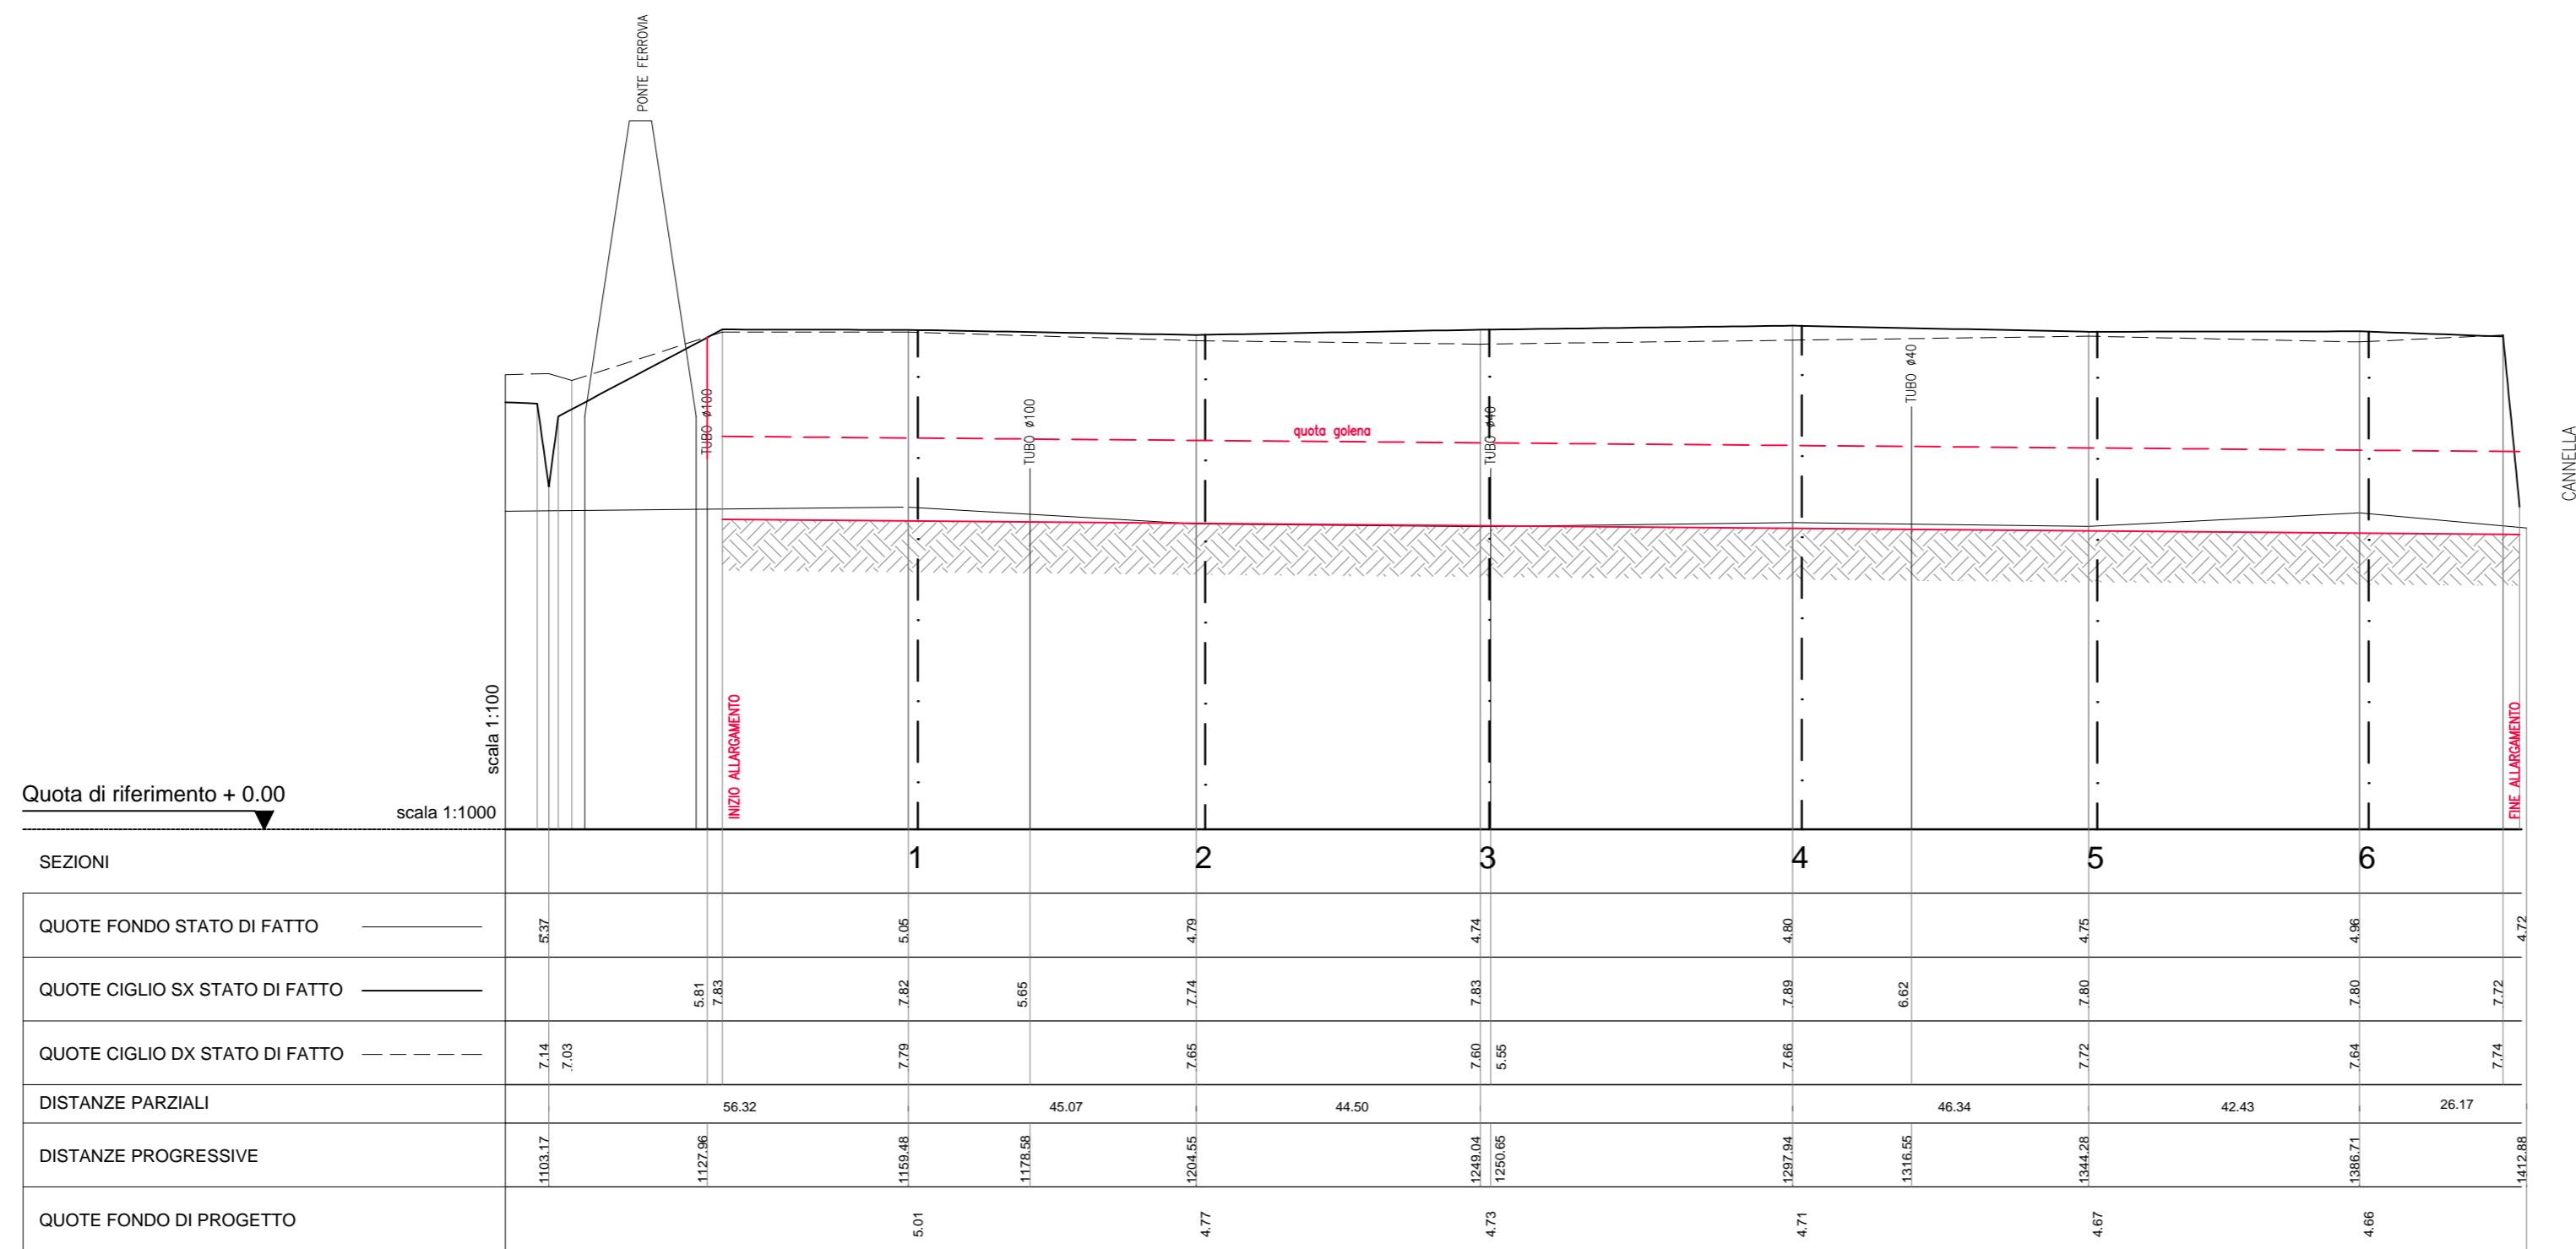 PONTE FERROVIA
TUBO ø100
TUBO ø100
quota golena
TUBO ø40
TUBO ø40
CANNELLA
INIZIO ALLARGAMENTO
FINE ALLARGAMENTO
scala 1:100
Quota di riferimento + 0.00
scala 1:1000
SEZIONI 1 2 3 4 5 6
QUOTE FONDO STATO DI FATTO 5.37 5.05 4.79 4.74 4.80 4.75 4.96 4.72
QUOTE CIGLIO SX STATO DI FATTO 5.81 7.83 7.82 5.65 7.74 7.83 7.89 6.62 7.80 7.80 7.72
QUOTE CIGLIO DX STATO DI FATTO 7.14 7.03 7.79 7.65 7.60 5.55 7.66 7.72 7.64 7.74
DISTANZE PARZIALI 56.32 45.07 44.50 46.34 42.43 26.17
DISTANZE PROGRESSIVE 1103.17 1127.96 1159.48 1178.58 1204.55 1249.04 1250.65 1297.94 1316.55 1344.28 1386.71 1412.88
QUOTE FONDO DI PROGETTO 5.01 4.77 4.73 4.71 4.67 4.66